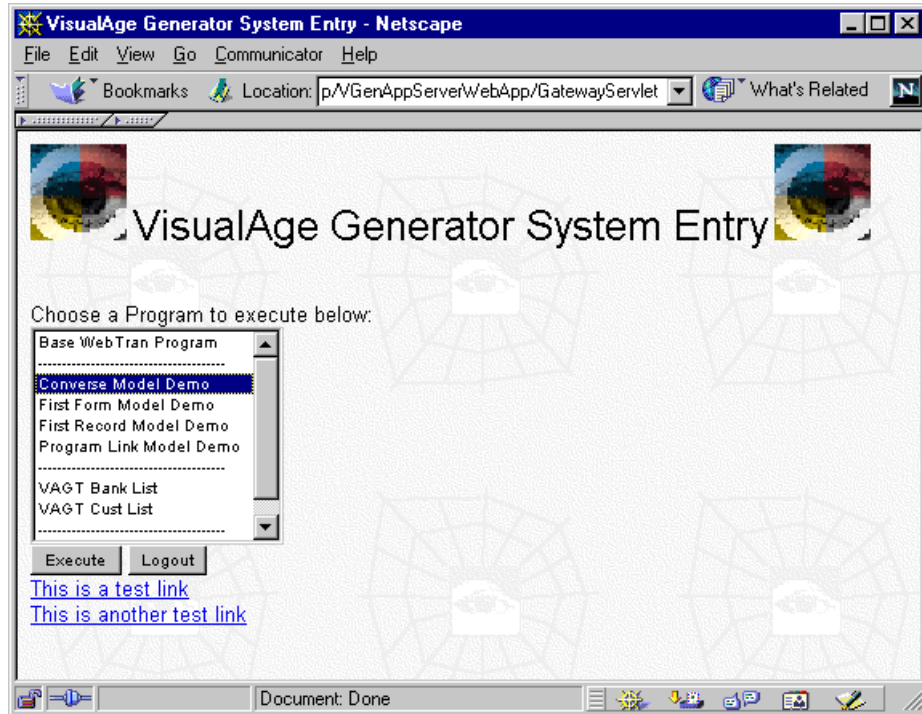 VisualAge Generator System Entry - Netscape
File Edit View Go Communicator Help
Bookmarks Location: p/VGenAppServerWebApp/GatewayServlet What's Related N
VisualAge Generator System Entry
Choose a Program to execute below:
Base WebTran Program
------------------------------------
Converse Model Demo
First Form Model Demo
First Record Model Demo
Program Link Model Demo
------------------------------------
VAGT Bank List
VAGT Cust List
------------------------------------
Execute Logout
This is a test link
This is another test link
Document: Done